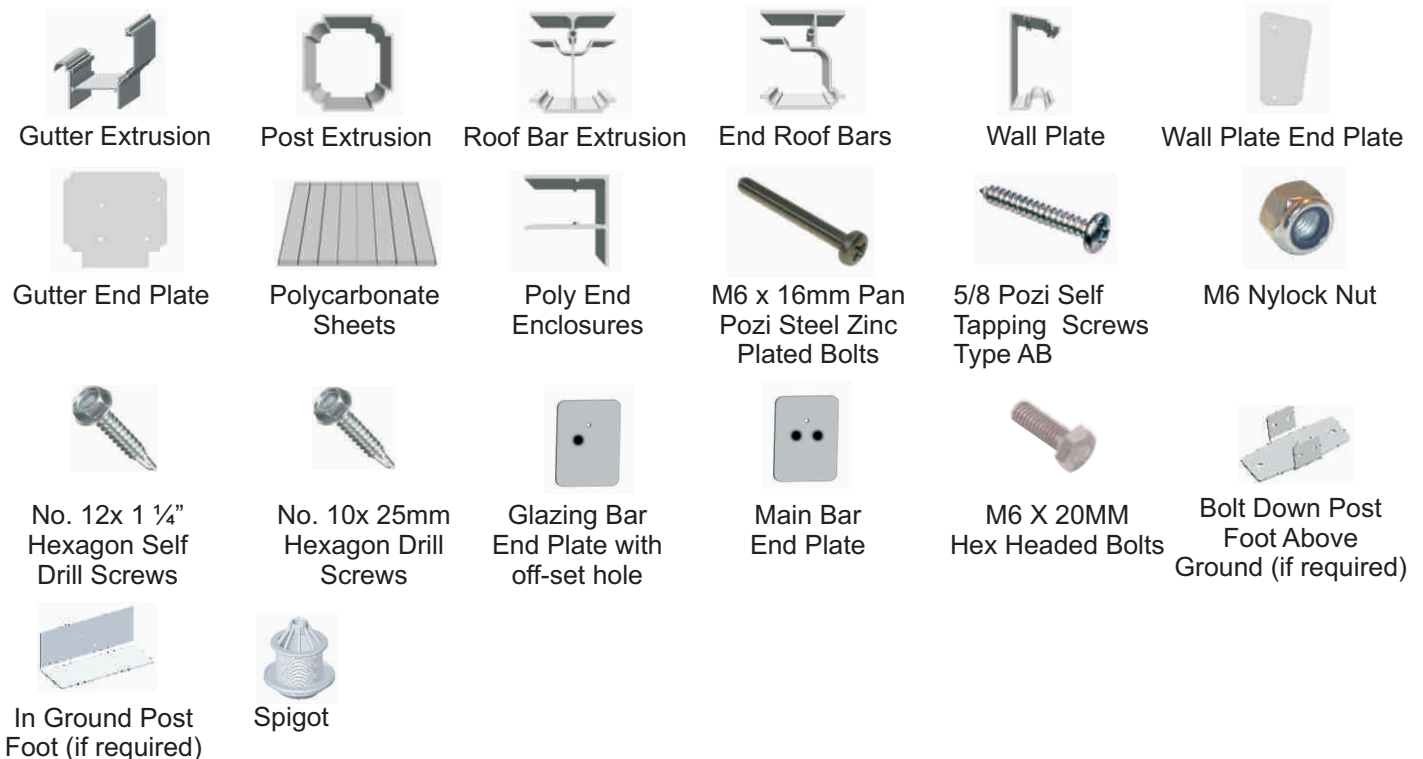 Gutter Extrusion
Post Extrusion
Roof Bar Extrusion
End Roof Bars
Wall Plate
Wall Plate End Plate
Gutter End Plate
Polycarbonate
Sheets
Poly End
Enclosures
M6 x 16mm Pan
Pozi Steel Zinc
Plated Bolts
5/8 Pozi Self
Tapping Screws
Type AB
M6 Nylock Nut
No. 12x 1 ¼”
Hexagon Self
Drill Screws
No. 10x 25mm
Hexagon Drill
Screws
Glazing Bar
End Plate with
off-set hole
Main Bar
End Plate
M6 X 20MM
Hex Headed Bolts
Bolt Down Post
Foot Above
Ground (if required)
In Ground Post
Foot (if required)
Spigot